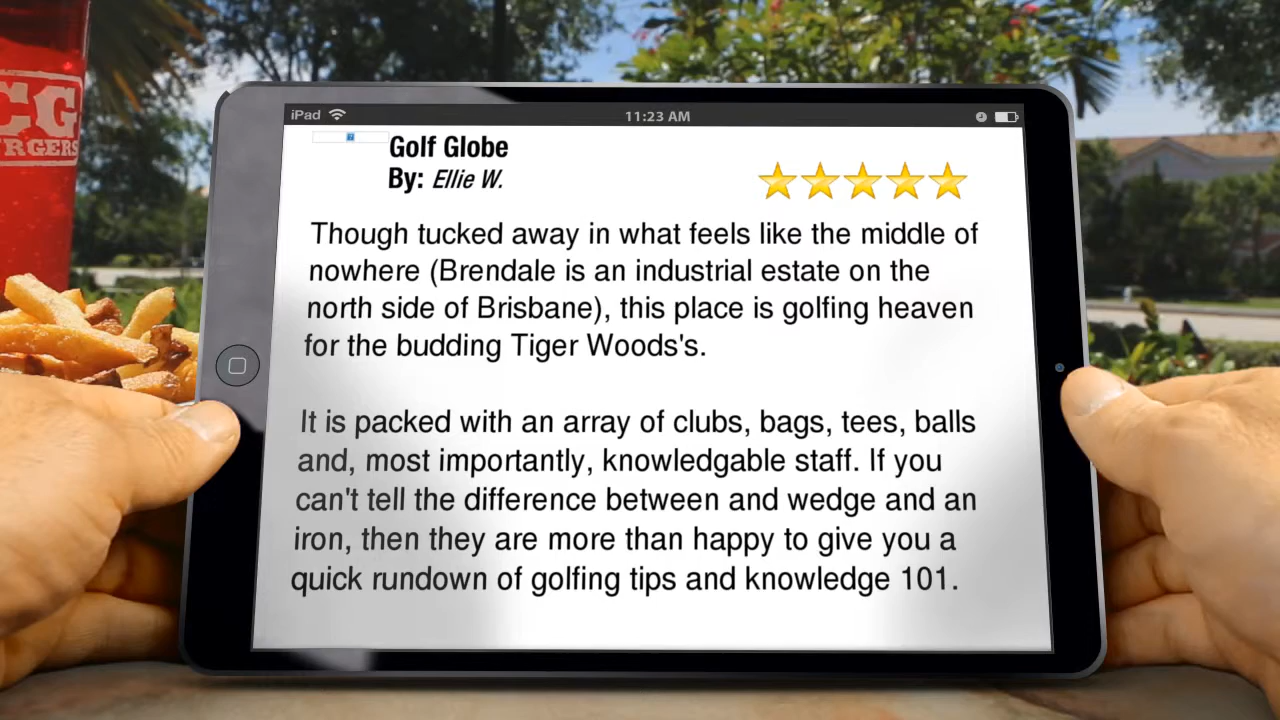 CG
RGERS
iPad
11:23 AM
Golf Globe
By: Ellie W.
Though tucked away in what feels like the middle of
nowhere (Brendale is an industrial estate on the
north side of Brisbane), this place is golfing heaven
for the budding Tiger Woods's.
It is packed with an array of clubs, bags, tees, balls
and, most importantly, knowledgable staff. If you
can't tell the difference between and wedge and an
iron, then they are more than happy to give you a
quick rundown of golfing tips and knowledge 101.